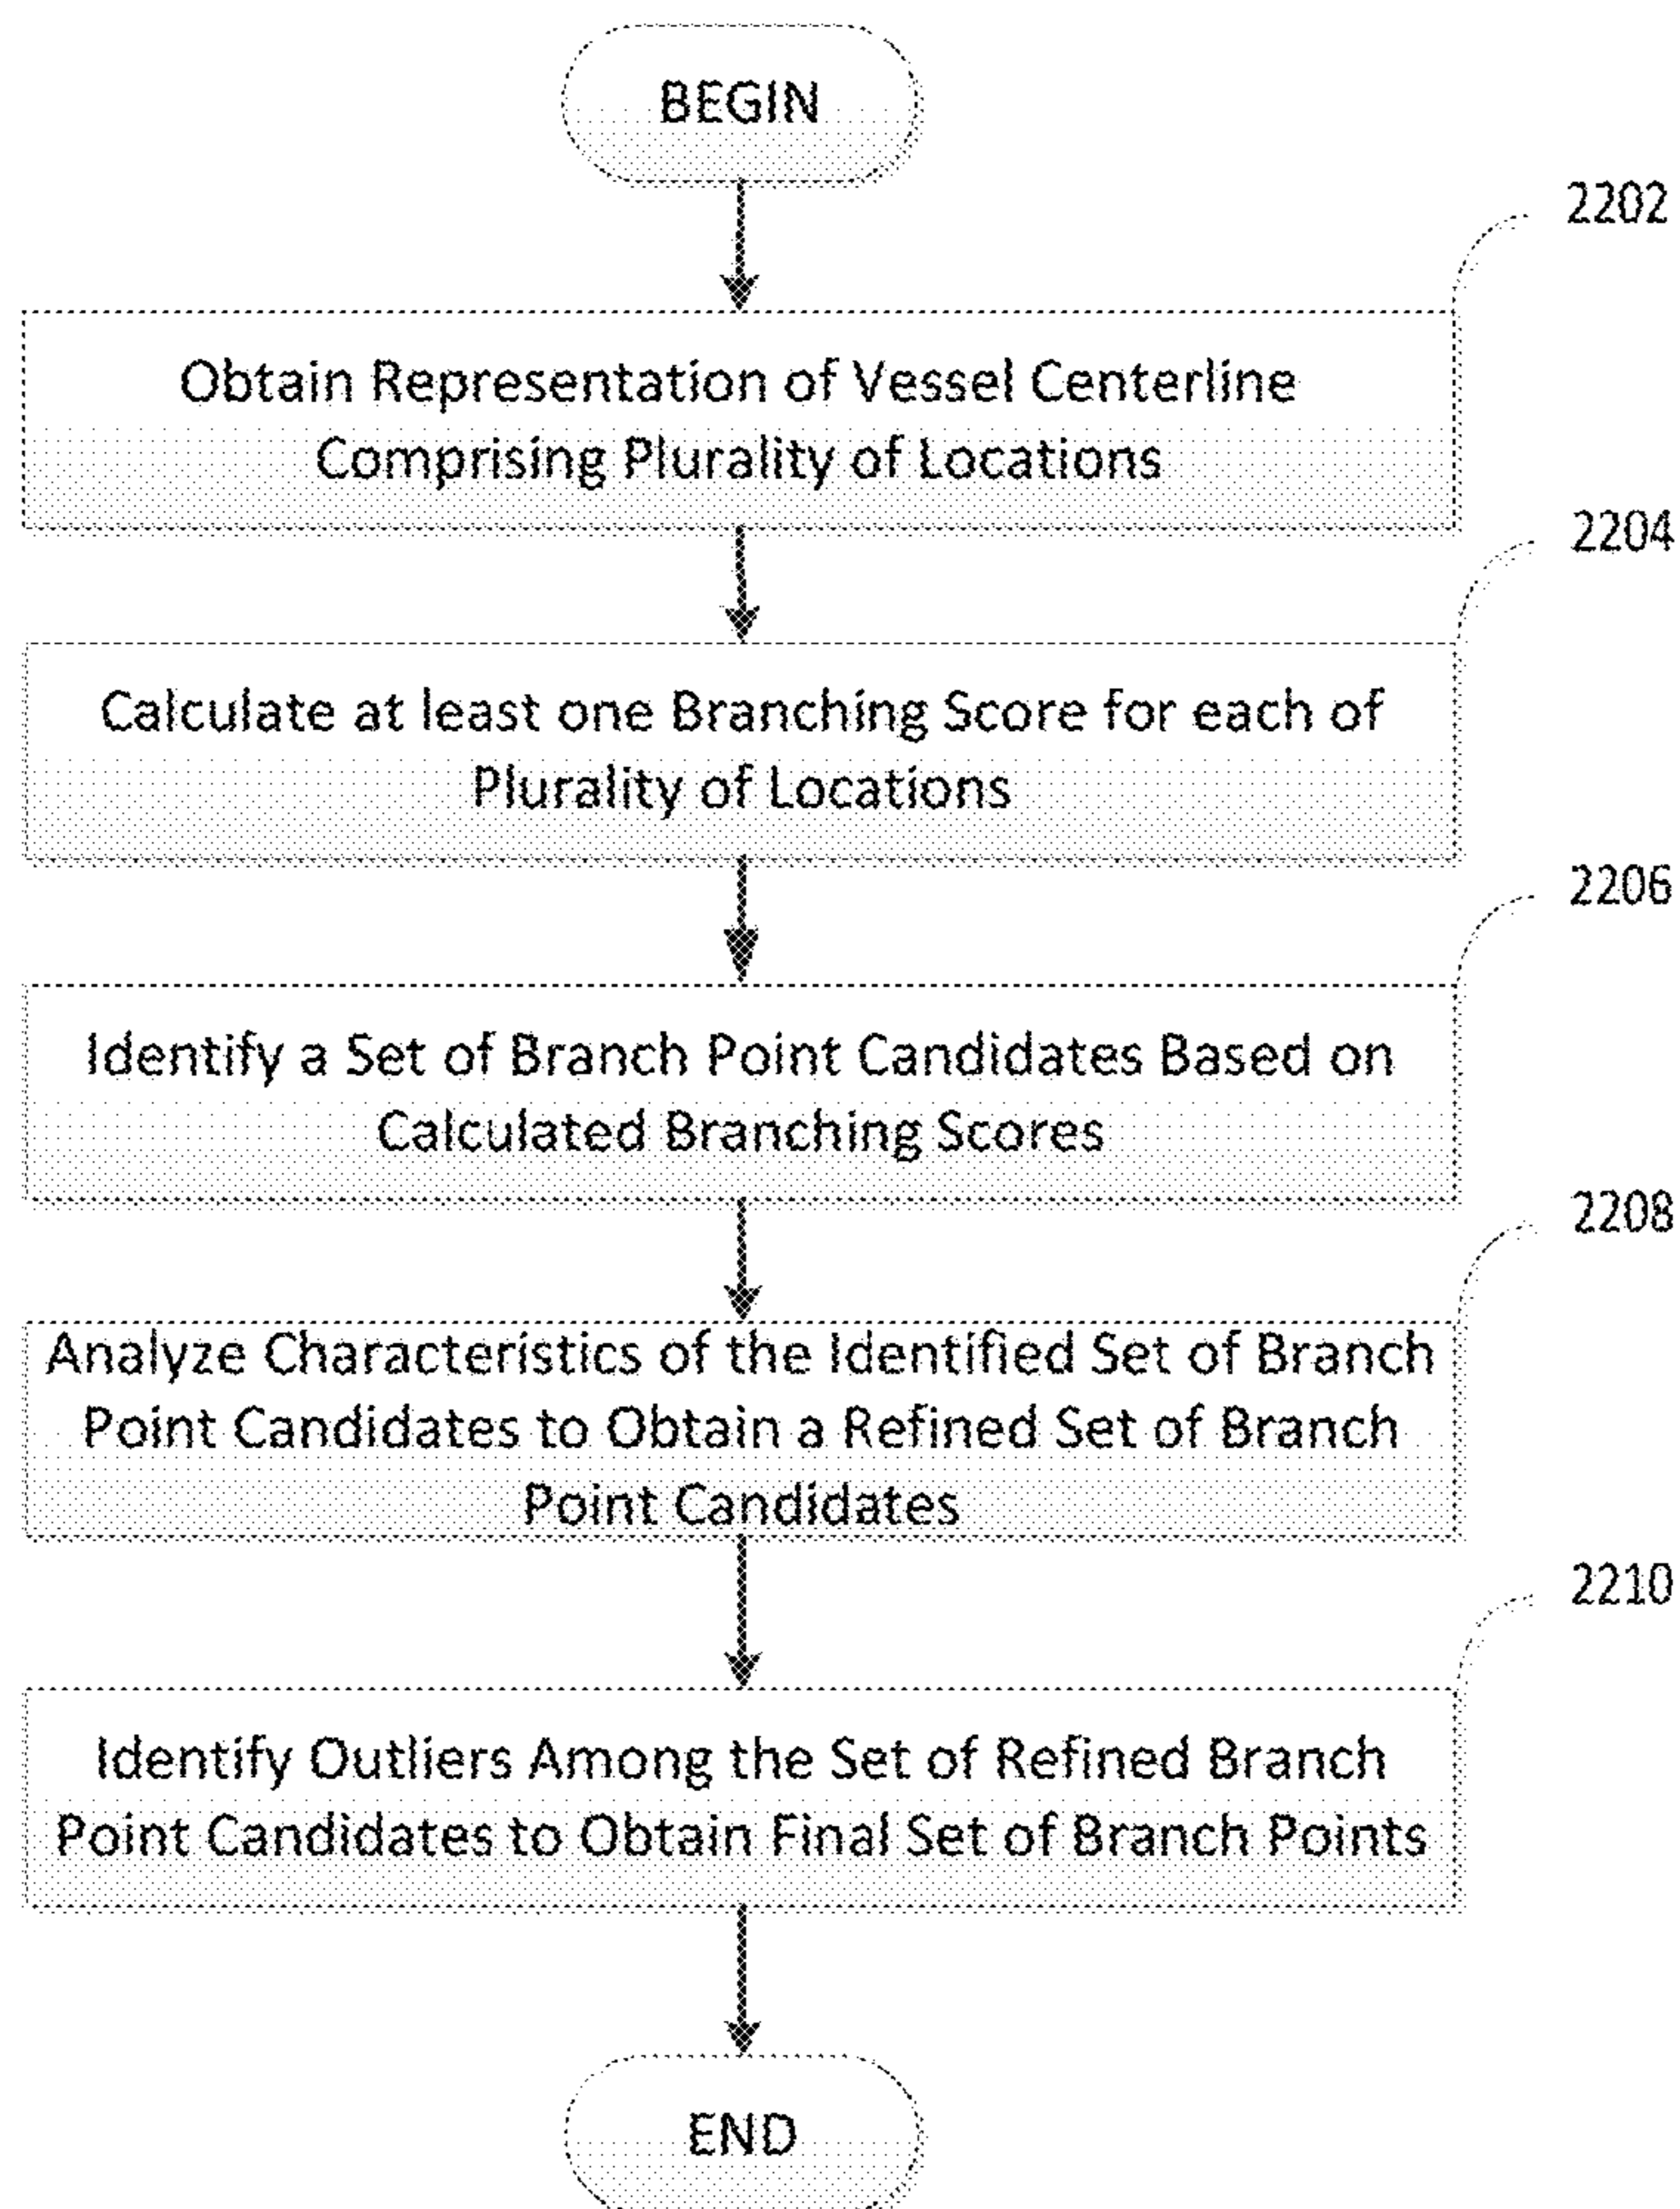 BEGIN
2202
Obtain Representation of Vessel Centerline
Comprising Plurality of Locations
2204
Calculate at least one Branching Score for each of
Plurality of Locations
2206
Identify a Set of Branch Point Candidates Based on
Calculated Branching Scores
2208
Analyze Characteristics of the Identified Set of Branch
Point Candidates to Obtain a Refined Set of Branch
Point Candidates
2210
Identify Outliers Among the Set of Refined Branch
Point Candidates to Obtain Final Set of Branch Points
END